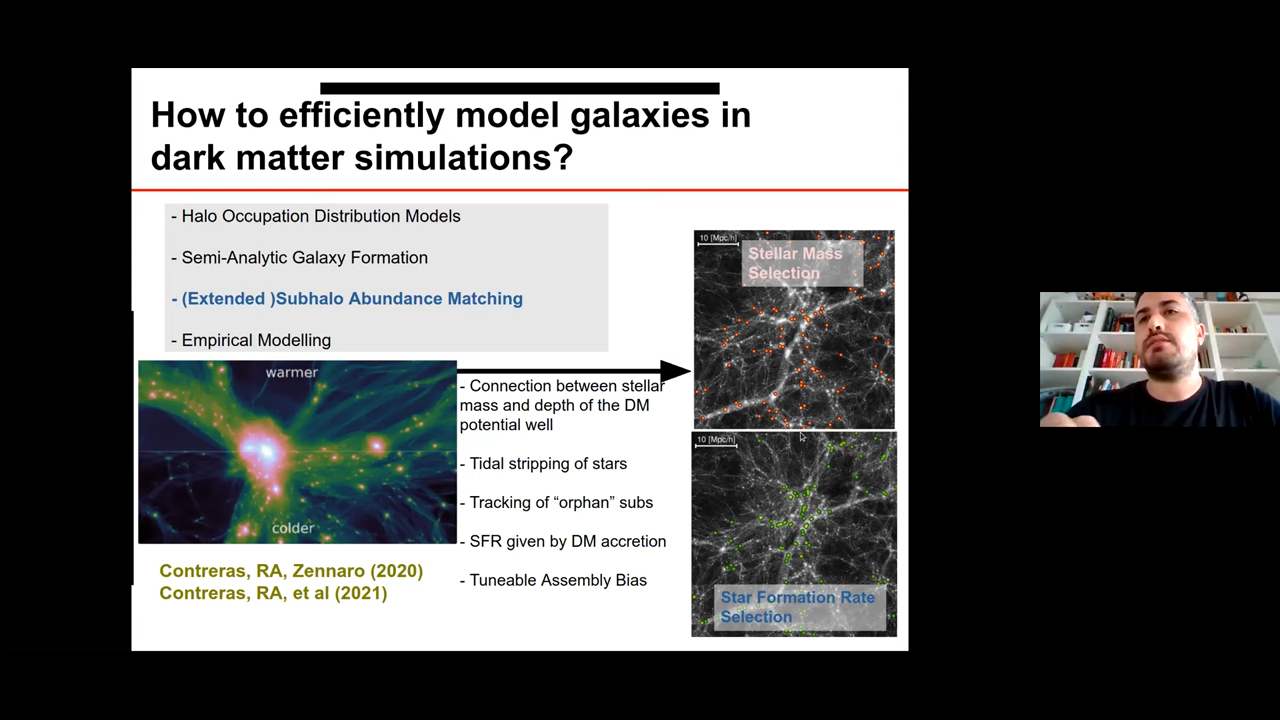 How to efficiently model galaxies in
dark matter simulations?
- Halo Occupation Distribution Models
- Semi-Analytic Galaxy Formation
- (Extended )Subhalo Abundance Matching
- Empirical Modelling
warmer
colder
Contreras, RA, Zennaro (2020)
Contreras, RA, et al (2021)
- Connection between stellar
mass and depth of the DM
potential well
- Tidal stripping of stars
- Tracking of “orphan” subs
- SFR given by DM accretion
- Tuneable Assembly Bias
10 [Mpc/h]
Stellar Mass
Selection
10 [Mpc/h]
Star Formation Rate
Selection